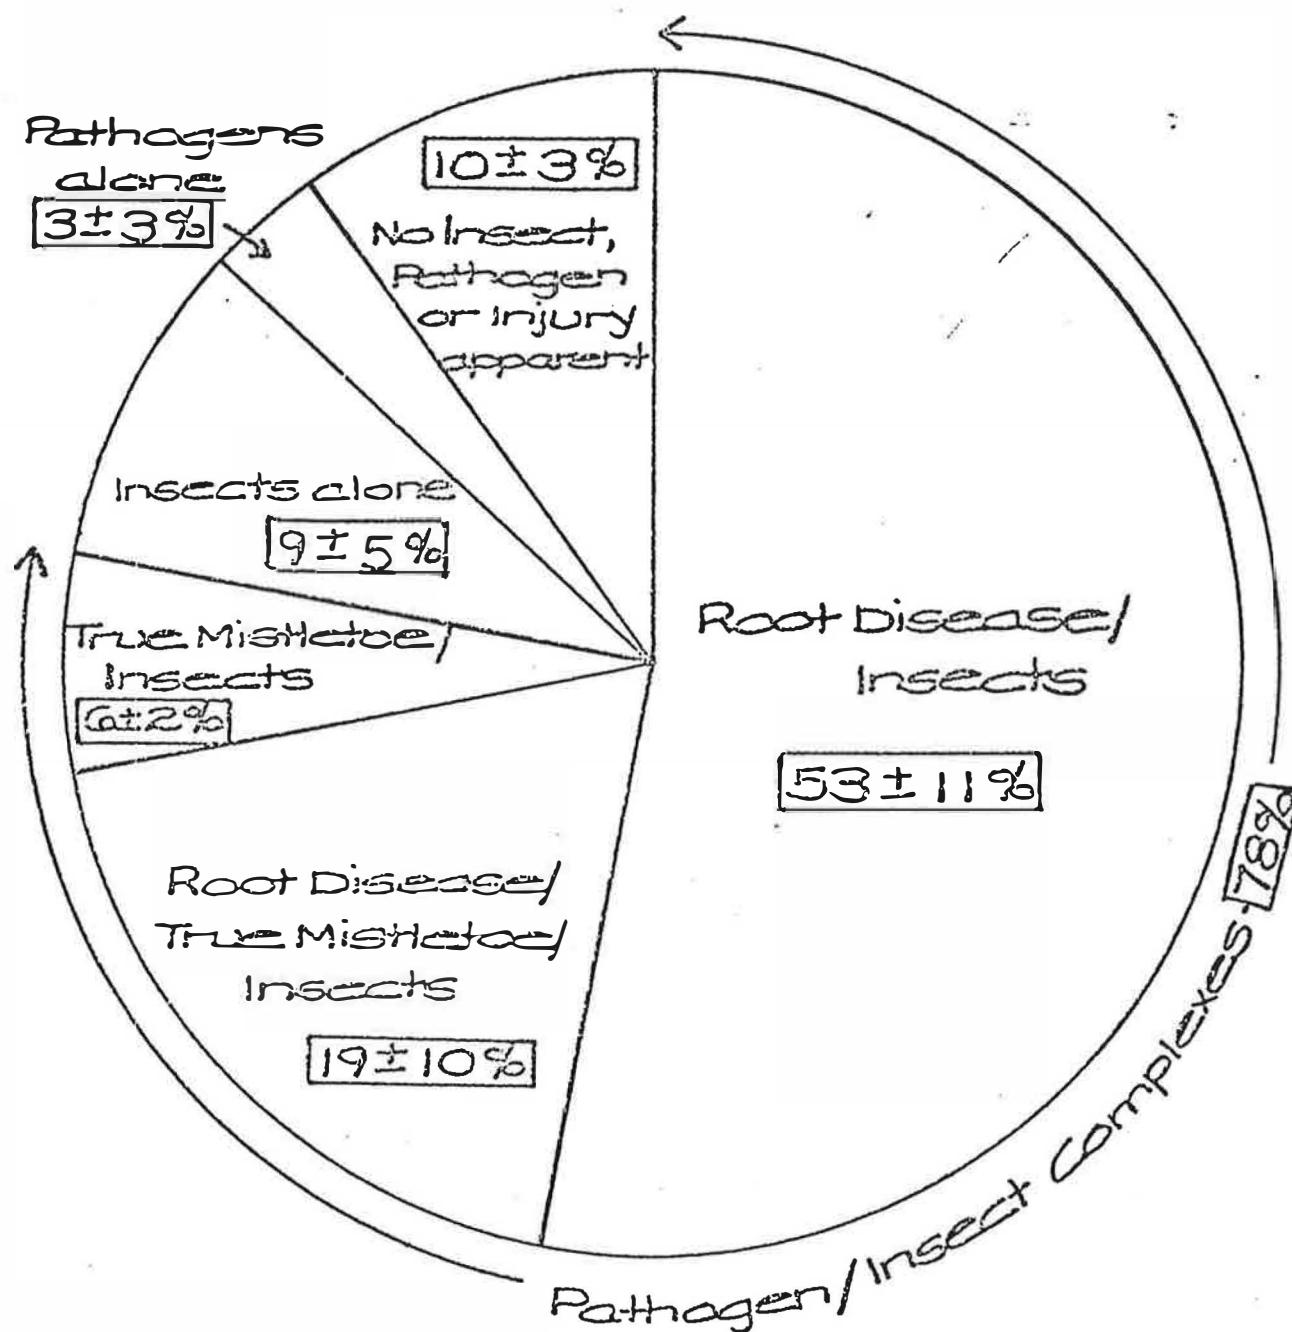 Pathogens
alone
3±3%
10±3%
No Insect,
Pathogen
or Injury
apparent
Insects alone
9±5%
True Mistletoe/
Insects
6±2%
Root Disease/
Insects
53±11%
Root Disease/
True Mistletoe/
Insects
19±10%
Pathogen/Insect Complexes-78%